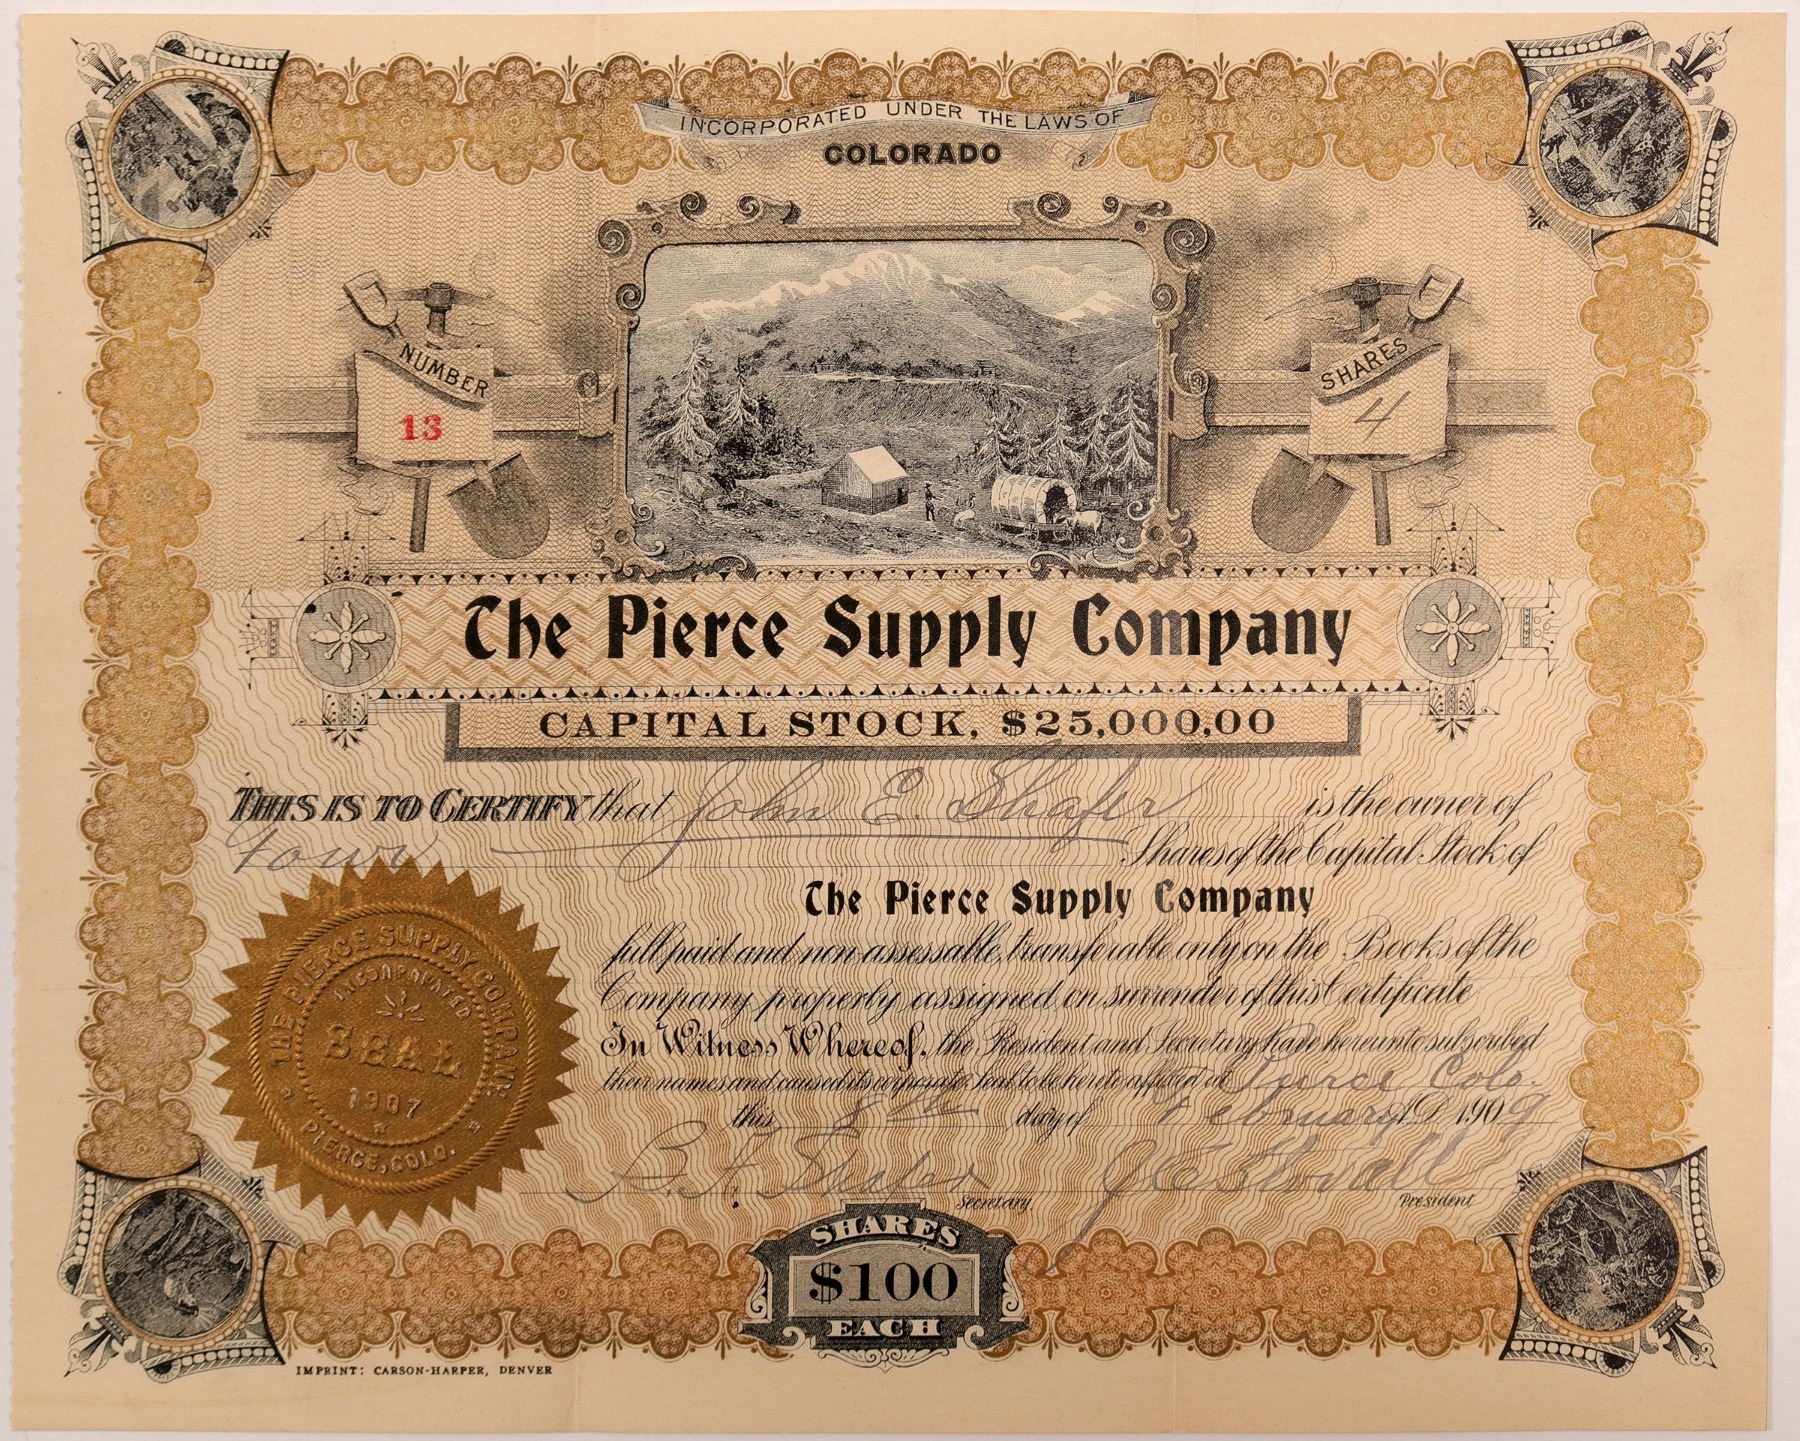 INCORPORATED UNDER THE LAWS OF
COLORADO
NUMBER
13
SHARES
4
The Pierce Supply Company
CAPITAL STOCK, $25,000,00
THIS IS TO CERTIFY that John E. Shafer is the owner of
Four Shares of the Capital Stock of
The Pierce Supply Company
full paid and non-assessable, transferable only on the Books of the
Company properly assigned on surrender of this Certificate
In Witness Whereof, the President and Secretary have hereunto subscribed
their names and caused its corporate Seal to be hereto affixed at Pierce Colo.
this 8th day of February A.D. 1909
B. F. Shafer Secretary. J E Stovall President
THE PIERCE SUPPLY COMPANY
INCORPORATED
SEAL
1907
PIERCE, COLO.
SHARES
$100
EACH
IMPRINT: CARSON-HARPER, DENVER